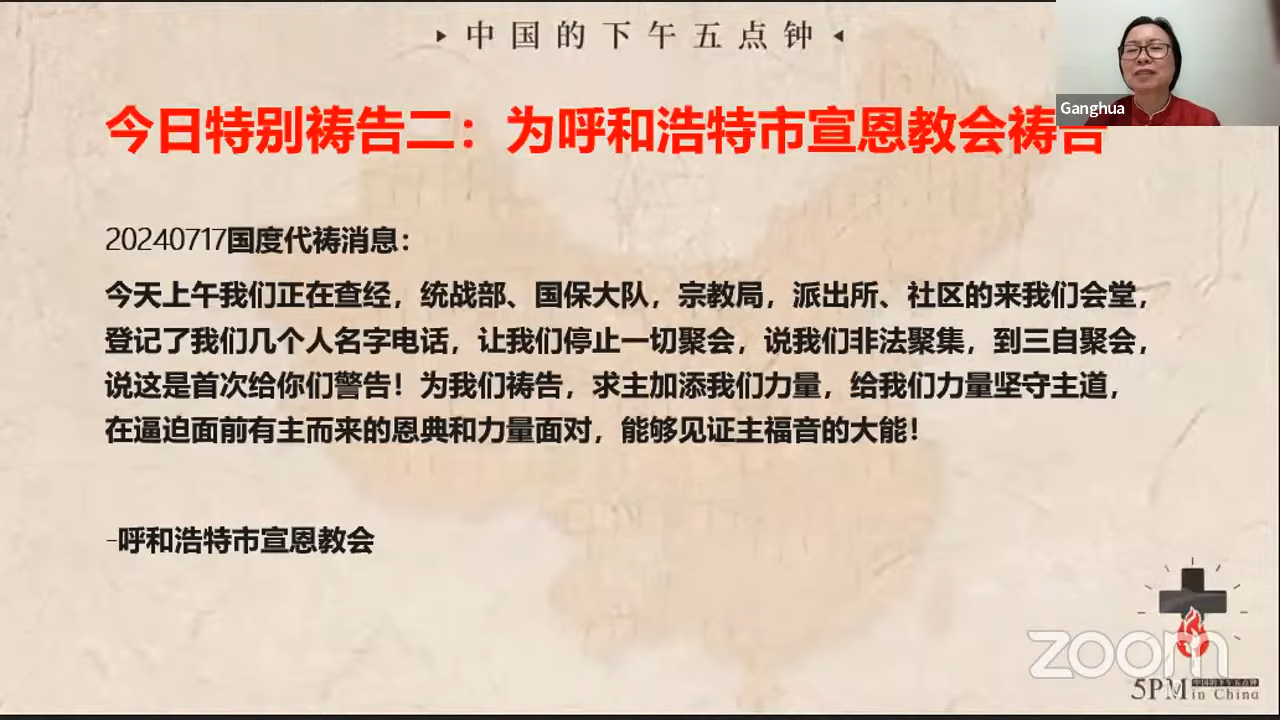 中国的下午五点钟
Ganghua
今日特别祷告二：为呼和浩特市宣恩教会祷告
20240717国度代祷消息：
今天上午我们正在查经，统战部、国保大队，宗教局，派出所、社区的来我们会堂，
登记了我们几个人名字电话，让我们停止一切聚会，说我们非法聚集，到三自聚会，
说这是首次给你们警告！为我们祷告，求主加添我们力量，给我们力量坚守主道，
在逼迫面前有主而来的恩典和力量面对，能够见证主福音的大能！
-呼和浩特市宣恩教会
zoom
5PM 中国的下午五点钟
in China